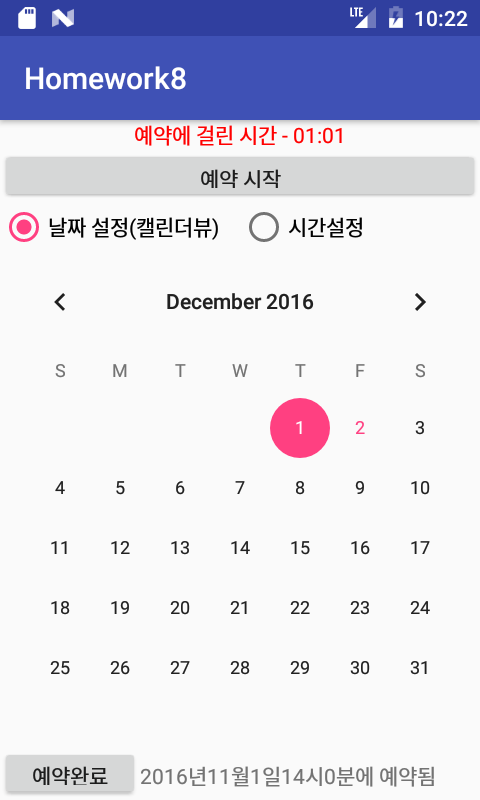 LTE 10:22
Homework8
예약에 걸린 시간 - 01:01
예약 시작
날짜 설정(캘린더뷰) 시간설정
December 2016
S M T W T F S
1 2 3
4 5 6 7 8 9 10
11 12 13 14 15 16 17
18 19 20 21 22 23 24
25 26 27 28 29 30 31
예약완료 2016년11월1일14시0분에 예약됨